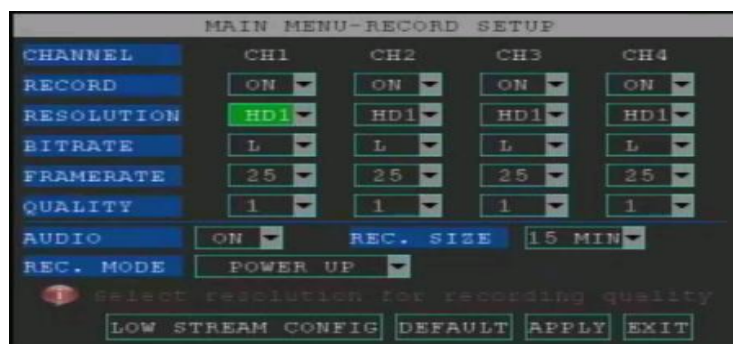 MAIN MENU-RECORD SETUP
CHANNEL CH1 CH2 CH3 CH4
RECORD ON ON ON ON
RESOLUTION HD1 HD1 HD1 HD1
BITRATE L L L L
FRAMERATE 25 25 25 25
QUALITY 1 1 1 1
AUDIO ON REC. SIZE 15 MIN
REC. MODE POWER UP
Select resolution for recording quality
LOW STREAM CONFIG DEFAULT APPLY EXIT